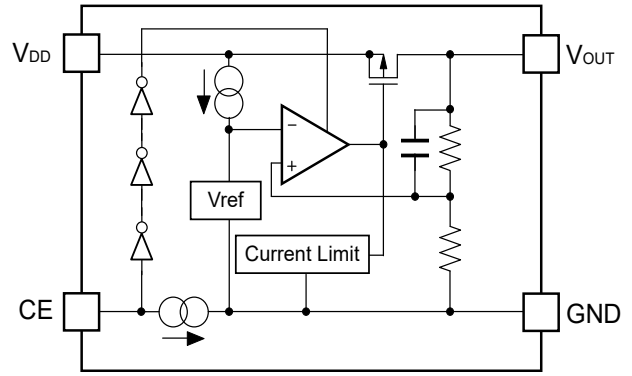 VDD
VOUT
−
+
Vref
Current Limit
CE
GND